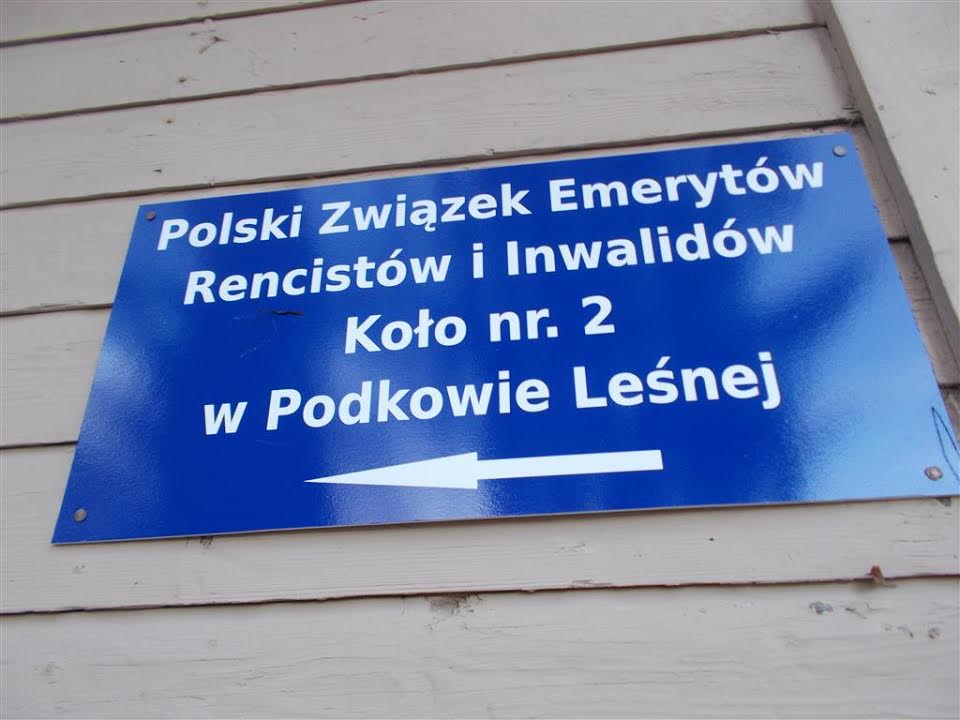 Polski Związek Emerytów
Rencistów i Inwalidów
Koło nr. 2
w Podkowie Leśnej